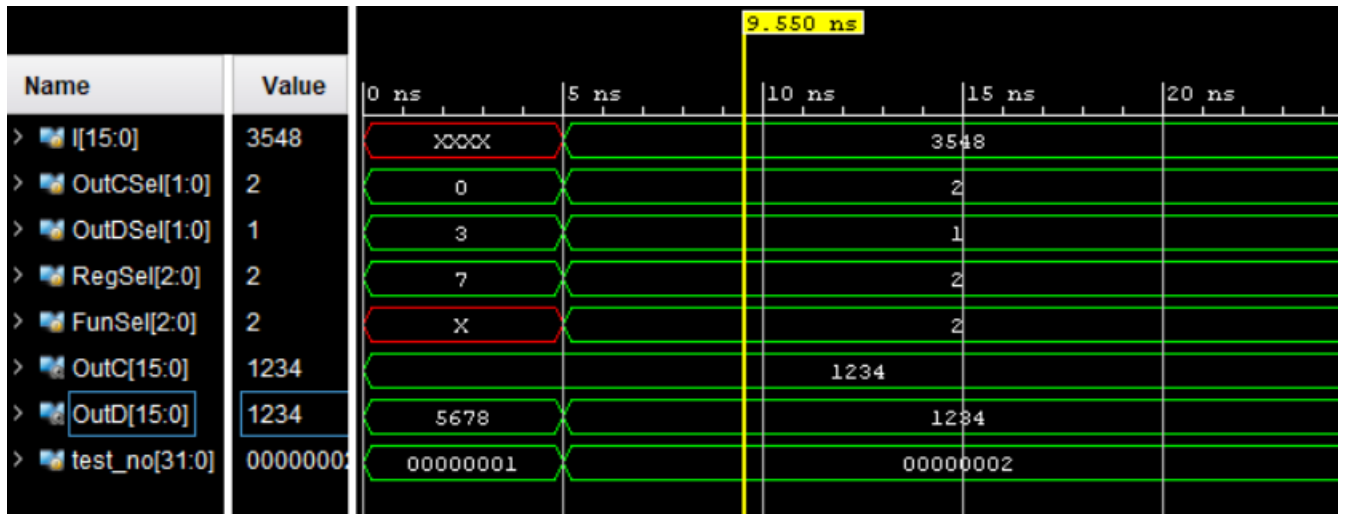 9.550 ns
Name Value 0 ns 5 ns 10 ns 15 ns 20 ns
> I[15:0] 3548 XXXX 3548
> OutCSel[1:0] 2 0 2
> OutDSel[1:0] 1 3 1
> RegSel[2:0] 2 7 2
> FunSel[2:0] 2 X 2
> OutC[15:0] 1234 1234
> OutD[15:0] 1234 5678 1234
> test_no[31:0] 00000002 00000001 00000002